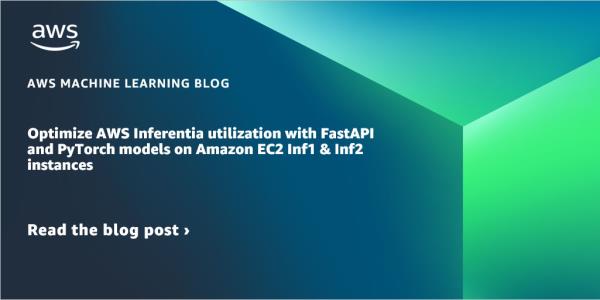 aws
AWS MACHINE LEARNING BLOG
Optimize AWS Inferentia utilization with FastAPI
and PyTorch models on Amazon EC2 Inf1 & Inf2
instances
Read the blog post ›